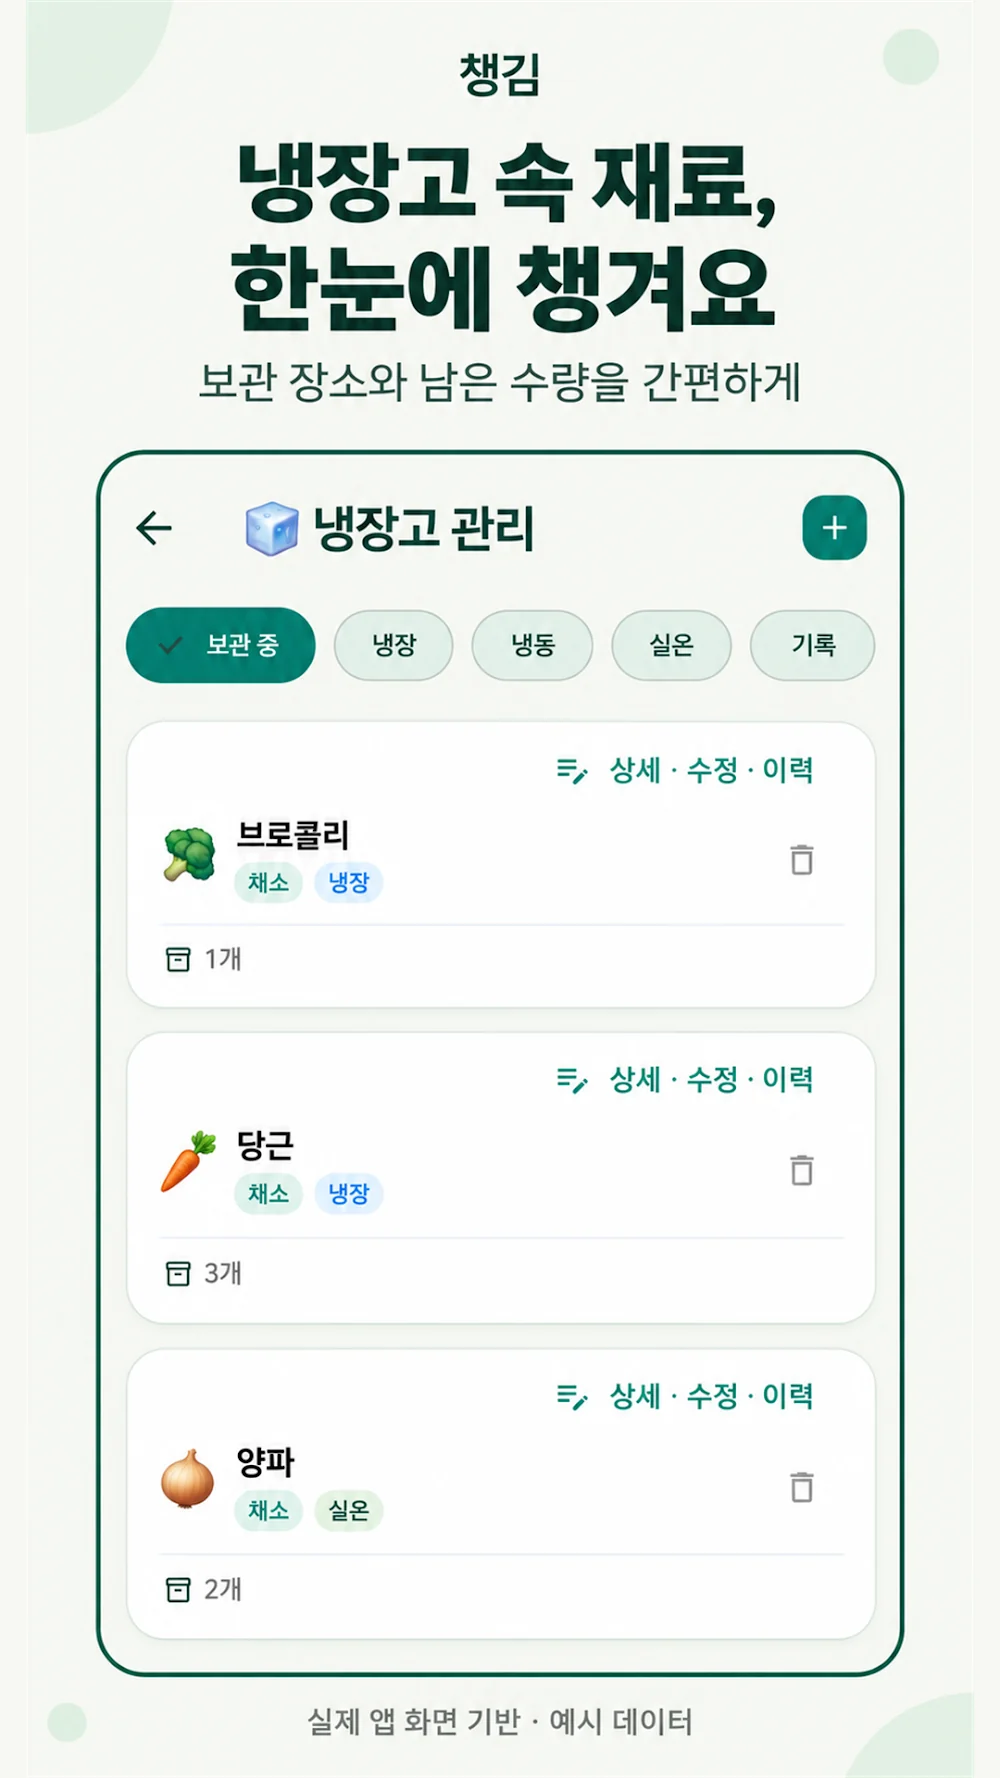 챙김
냉장고 속 재료,
한눈에 챙겨요
보관 장소와 남은 수량을 간편하게
냉장고 관리
보관 중 냉장 냉동 실온 기록
상세 · 수정 · 이력
브로콜리
채소 냉장
1개
상세 · 수정 · 이력
당근
채소 냉장
3개
상세 · 수정 · 이력
양파
채소 실온
2개
실제 앱 화면 기반 · 예시 데이터